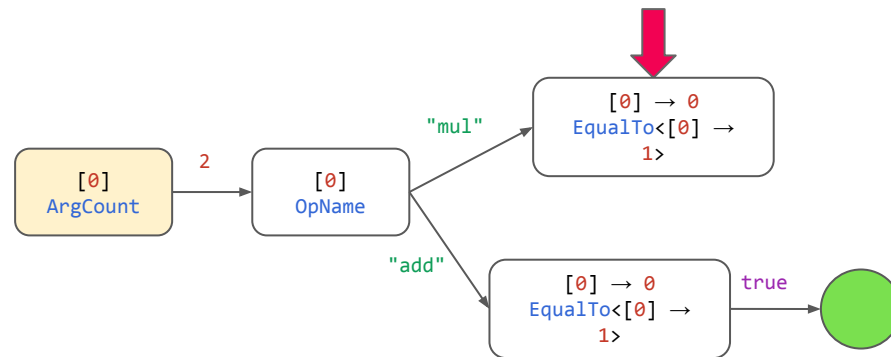 [0] → 0
EqualTo<[0] →
1>
"mul"
2
[0]
ArgCount
[0]
OpName
"add"
[0] → 0
EqualTo<[0] →
1>
true